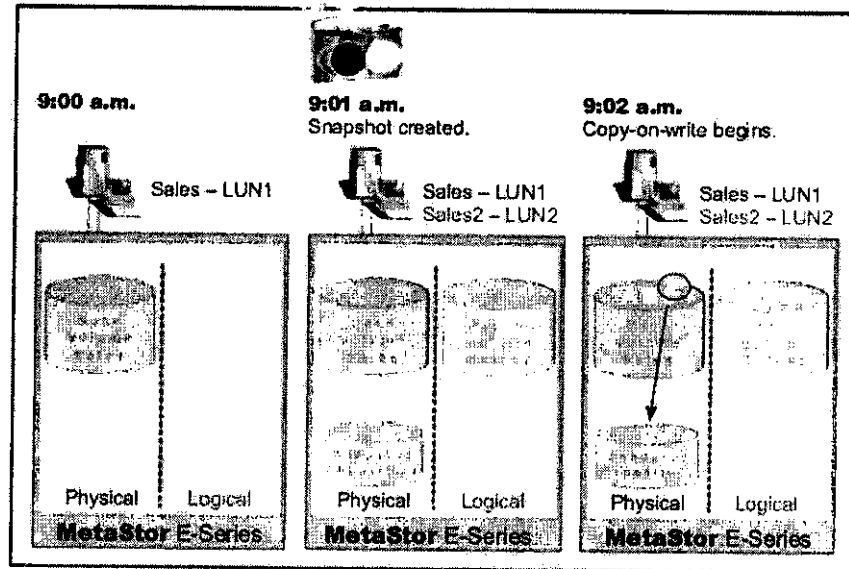 9:00 a.m.
Sales – LUN1
Physical
Logical
MetaStor E-Series
9:01 a.m.
Snapshot created.
Sales – LUN1
Sales2 – LUN2
Physical
Logical
MetaStor E-Series
9:02 a.m.
Copy-on-write begins.
Sales – LUN1
Sales2 – LUN2
Physical
Logical
MetaStor E-Series